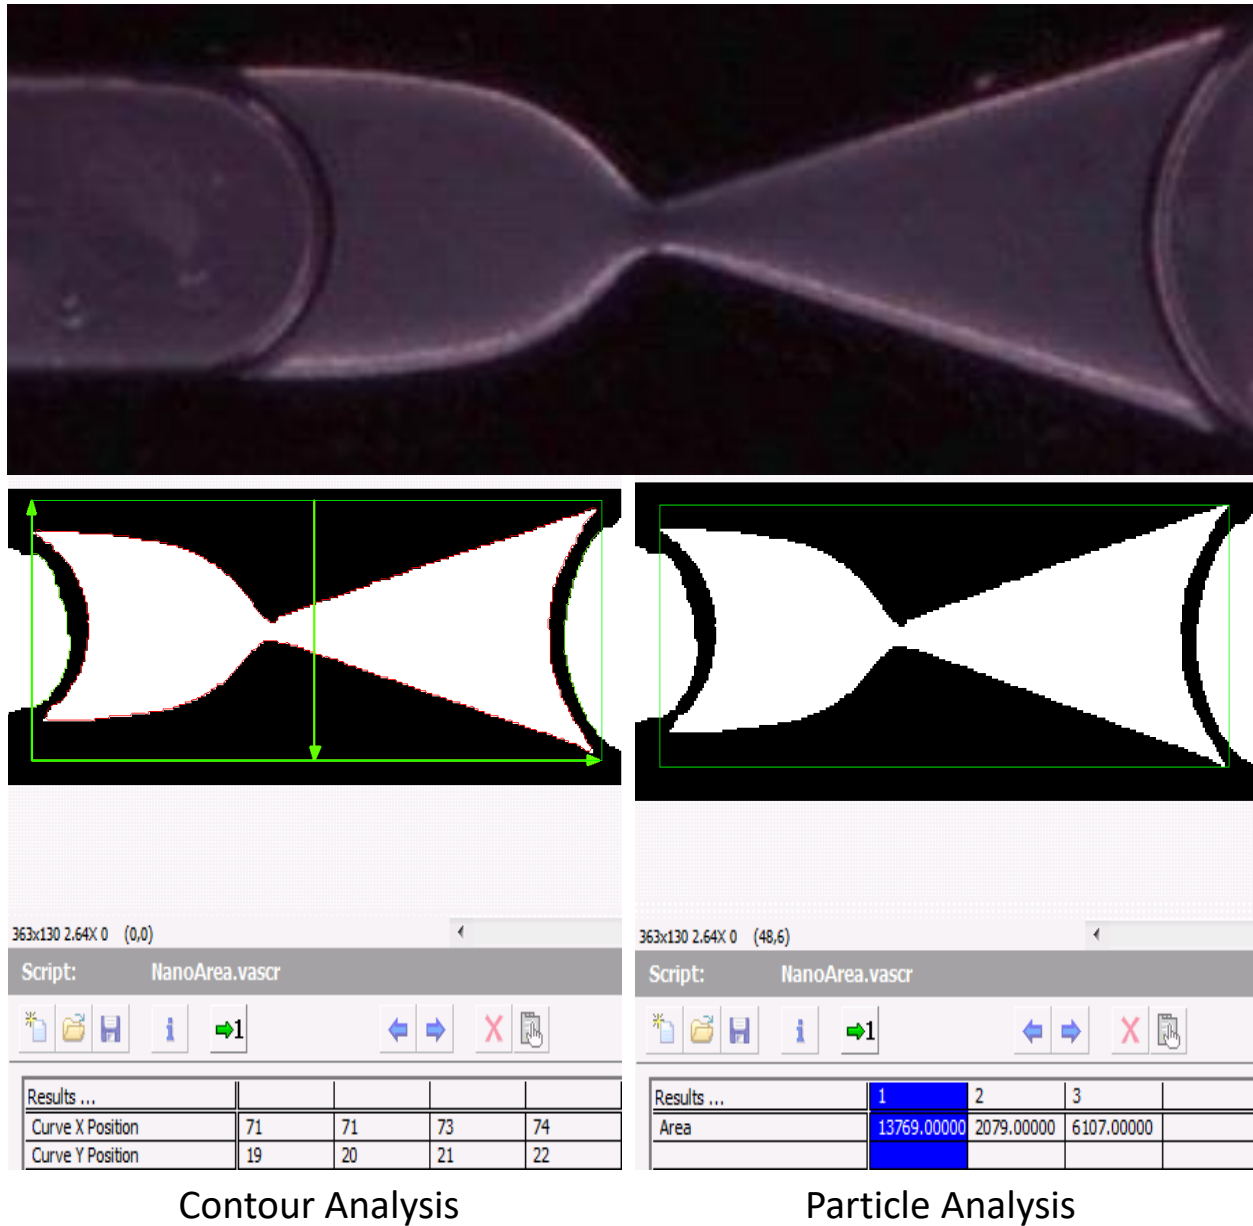 363x130 2.64X 0 (0,0)
Script: NanoArea.vascr
1
Results ...
Curve X Position 71 71 73 74
Curve Y Position 19 20 21 22
Contour Analysis
363x130 2.64X 0 (48,6)
Script: NanoArea.vascr
1
Results ... 1 2 3
Area 13769.00000 2079.00000 6107.00000
Particle Analysis